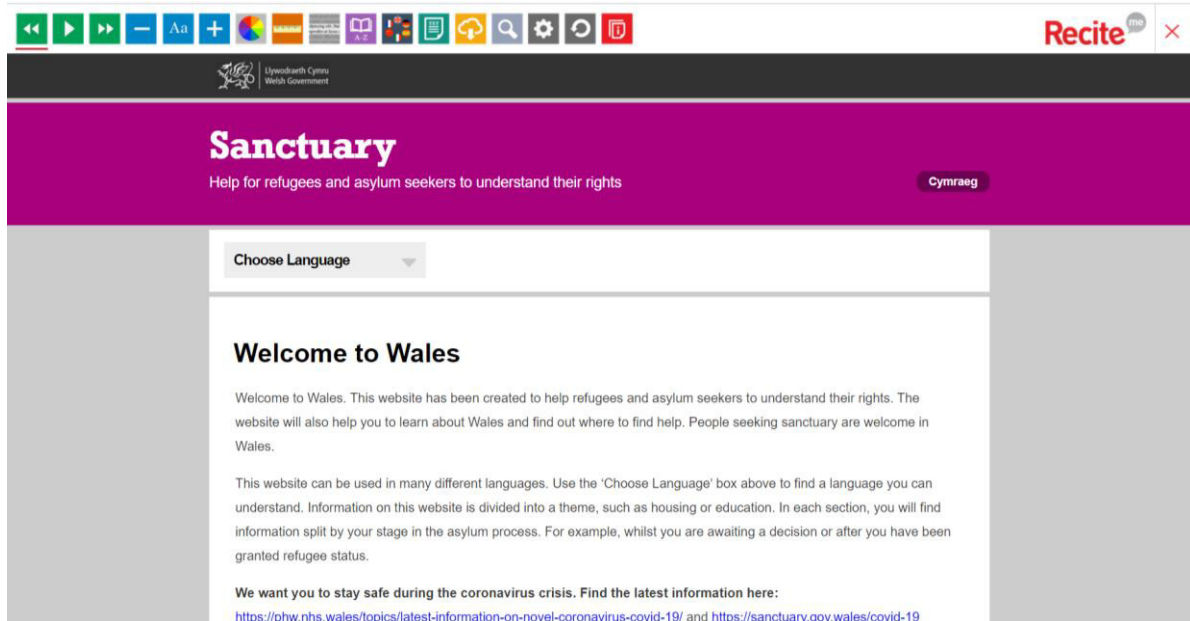 Aa
A-Z
Recite me
Llywodraeth Cymru
Welsh Government
Sanctuary
Help for refugees and asylum seekers to understand their rights
Cymraeg
Choose Language
Welcome to Wales
Welcome to Wales. This website has been created to help refugees and asylum seekers to understand their rights. The
website will also help you to learn about Wales and find out where to find help. People seeking sanctuary are welcome in
Wales.
This website can be used in many different languages. Use the 'Choose Language' box above to find a language you can
understand. Information on this website is divided into a theme, such as housing or education. In each section, you will find
information split by your stage in the asylum process. For example, whilst you are awaiting a decision or after you have been
granted refugee status.
We want you to stay safe during the coronavirus crisis. Find the latest information here:
https://phw.nhs.wales/topics/latest-information-on-novel-coronavirus-covid-19/ and https://sanctuary.gov.wales/covid-19